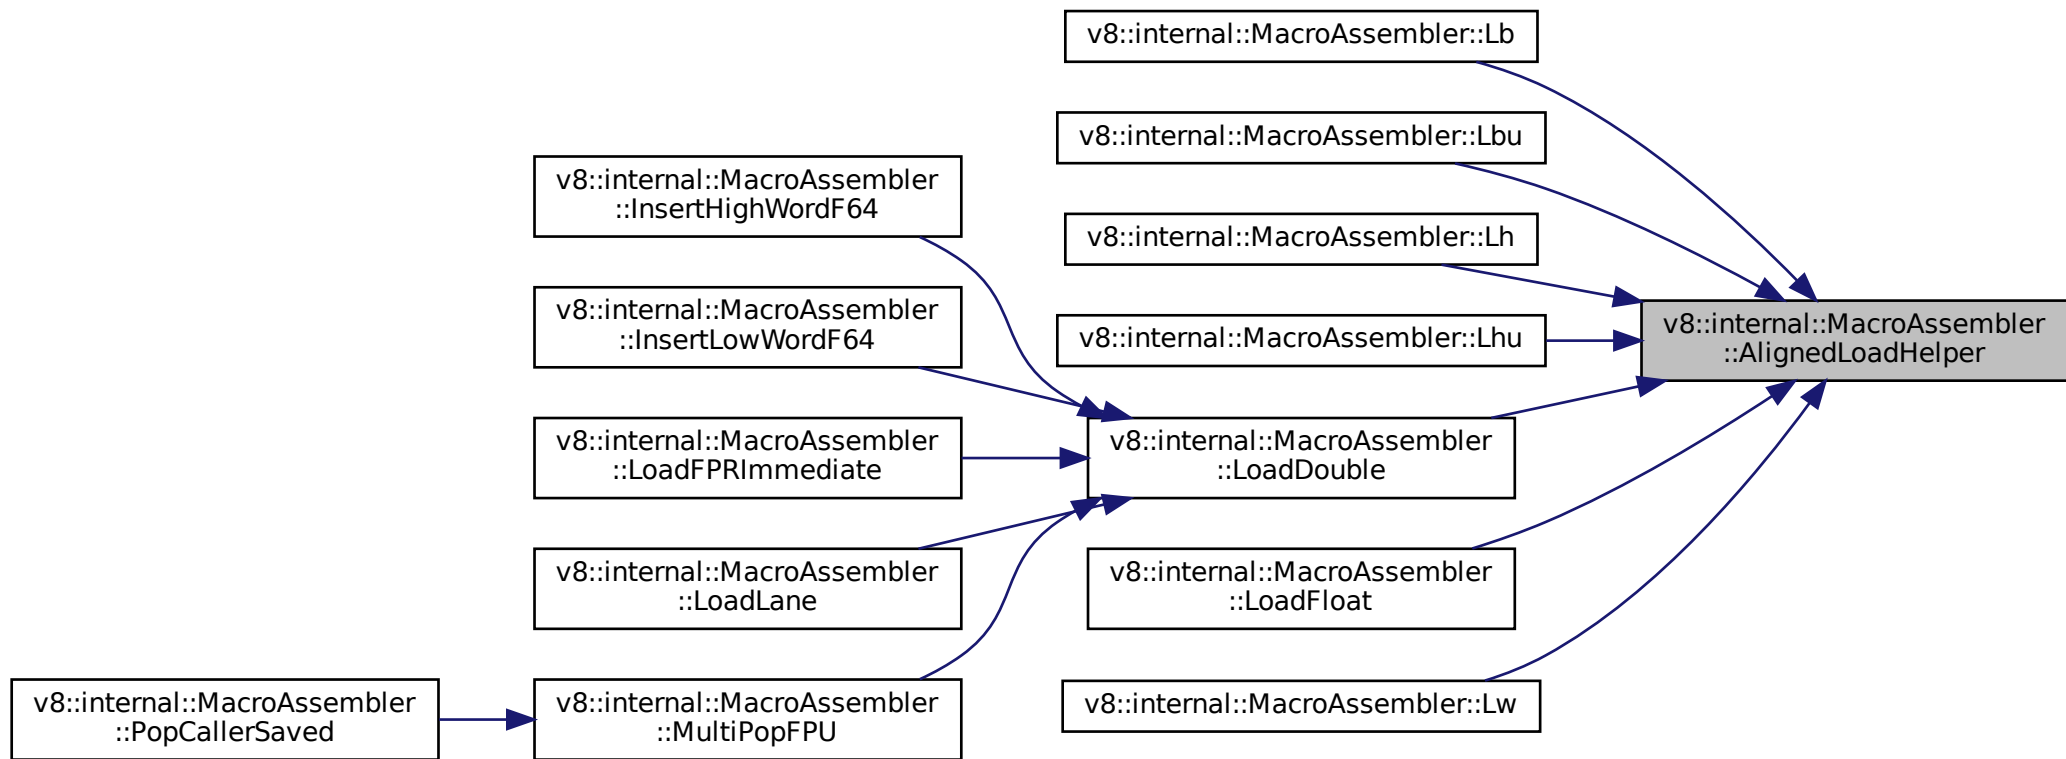 v8::internal::MacroAssembler::Lb
v8::internal::MacroAssembler::Lbu
v8::internal::MacroAssembler
::InsertHighWordF64
v8::internal::MacroAssembler::Lh
v8::internal::MacroAssembler
::InsertLowWordF64
v8::internal::MacroAssembler::Lhu
v8::internal::MacroAssembler
::AlignedLoadHelper
v8::internal::MacroAssembler
::LoadFPRImmediate
v8::internal::MacroAssembler
::LoadDouble
v8::internal::MacroAssembler
::LoadLane
v8::internal::MacroAssembler
::LoadFloat
v8::internal::MacroAssembler
::PopCallerSaved
v8::internal::MacroAssembler
::MultiPopFPU
v8::internal::MacroAssembler::Lw